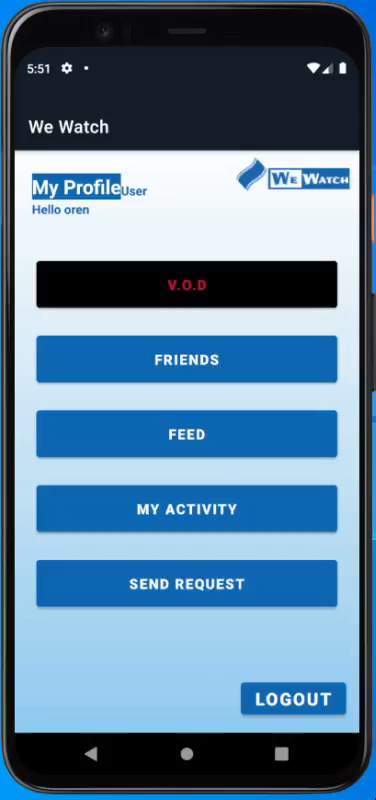 5:51
We Watch
My Profile User
Hello oren
WE WATCH
V.O.D
FRIENDS
FEED
MY ACTIVITY
SEND REQUEST
LOGOUT